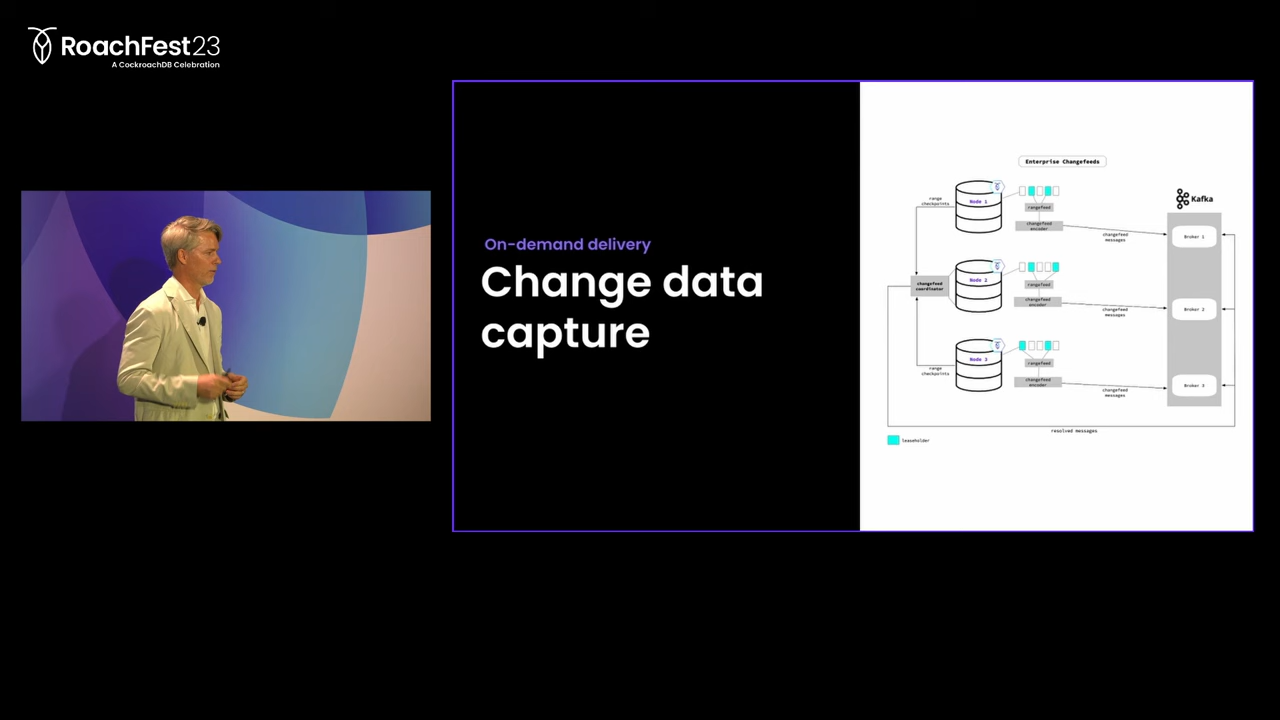 RoachFest23
A CockroachDB Celebration
On-demand delivery
Change data
capture
Enterprise Changefeeds
Kafka
range
checkpoints
Node 1
rangefeed
changefeed
encoder
changefeed
messages
Broker 1
changefeed
coordinator
Node 2
rangefeed
changefeed
encoder
changefeed
messages
Broker 2
Node 3
rangefeed
changefeed
encoder
changefeed
messages
Broker 3
range
checkpoints
resolved messages
leaseholder